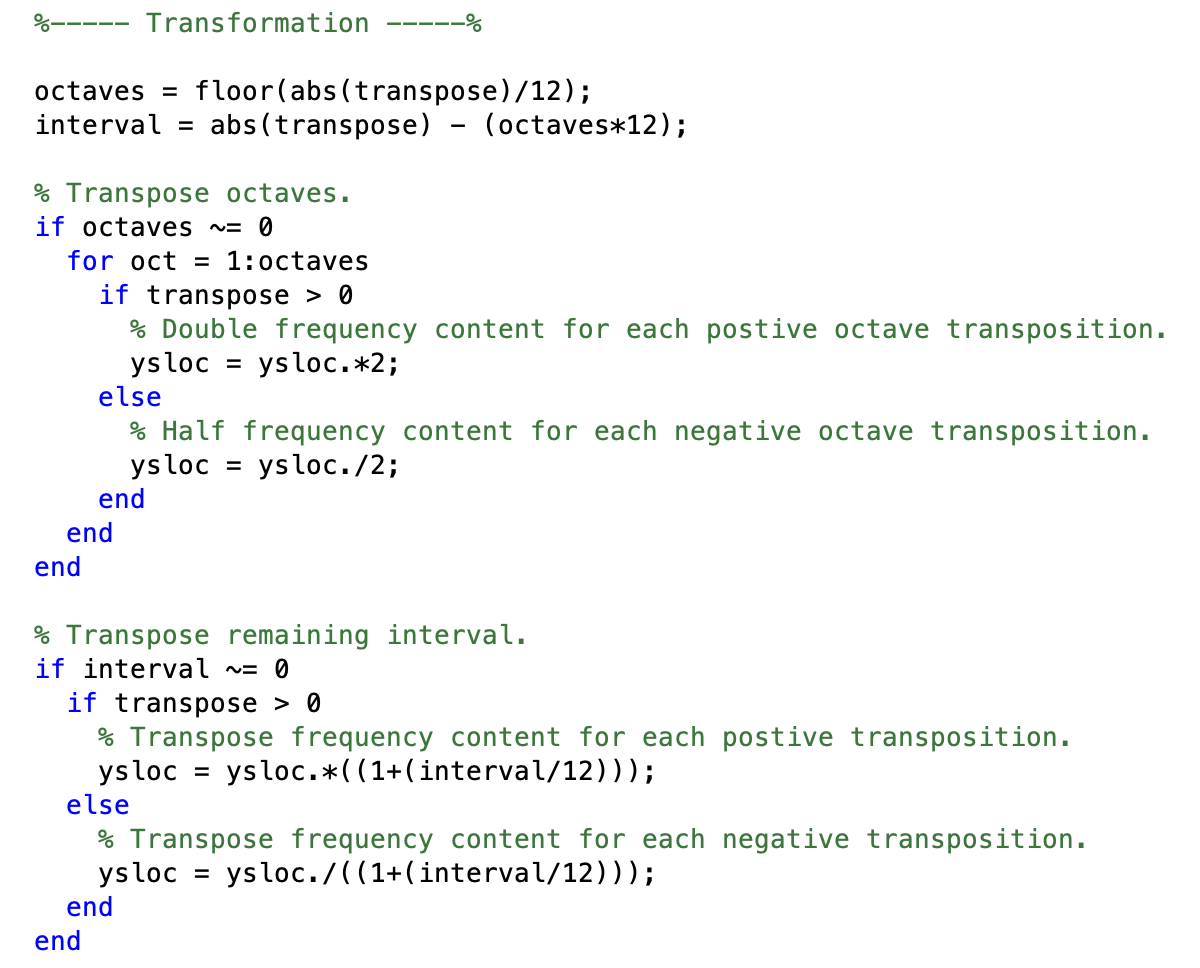 %----- Transformation -----%

octaves = floor(abs(transpose)/12);
interval = abs(transpose) - (octaves*12);

% Transpose octaves.
if octaves ~= 0
  for oct = 1:octaves
    if transpose > 0
      % Double frequency content for each postive octave transposition.
      ysloc = ysloc.*2;
    else
      % Half frequency content for each negative octave transposition.
      ysloc = ysloc./2;
    end
  end
end

% Transpose remaining interval.
if interval ~= 0
  if transpose > 0
    % Transpose frequency content for each postive transposition.
    ysloc = ysloc.*((1+(interval/12)));
  else
    % Transpose frequency content for each negative transposition.
    ysloc = ysloc./((1+(interval/12)));
  end
end